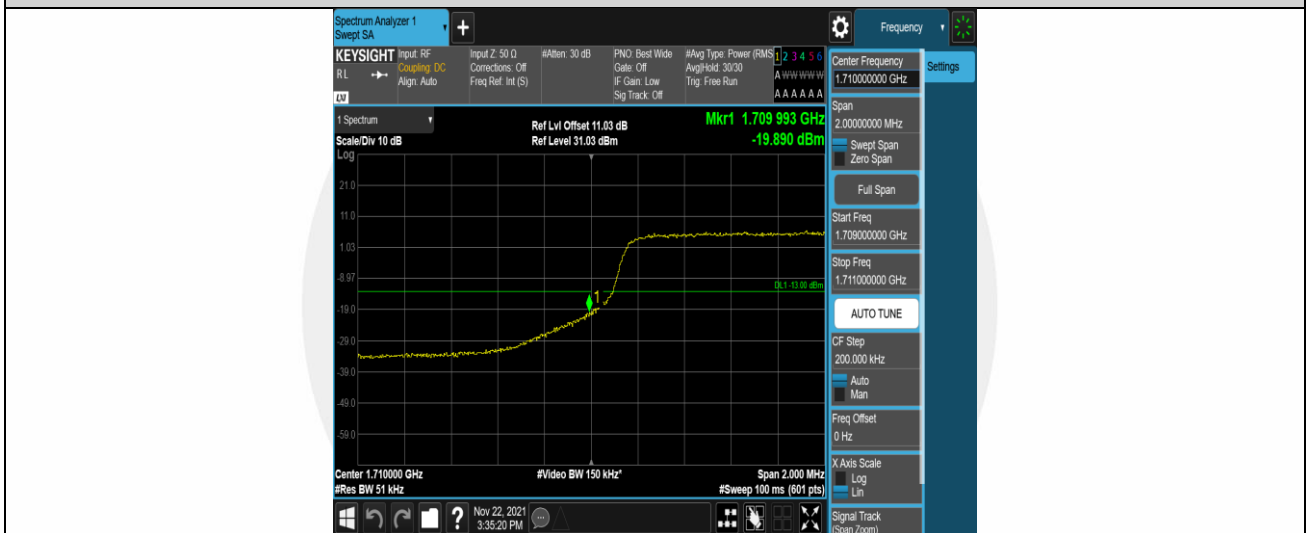 Spectrum Analyzer 1
Swept SA
+
Frequency
KEYSIGHT
RL
LXI
Input: RF
Coupling: DC
Align: Auto
Input Z: 50 Ω
Corrections: Off
Freq Ref: Int (S)
#Atten: 30 dB
PNO: Best Wide
Gate: Off
IF Gain: Low
Sig Track: Off
#Avg Type: Power (RMS
Avg|Hold: 30/30
Trig: Free Run
1 2 3 4 5 6
A W W W W W
A A A A A A
1 Spectrum
Scale/Div 10 dB
Log
Ref Lvl Offset 11.03 dB
Ref Level 31.03 dBm
Mkr1 1.709 993 GHz
-19.890 dBm
21.0
11.0
1.03
-8.97
-19.0
-29.0
-39.0
-49.0
-59.0
DL1 -13.00 dBm
1
Center 1.710000 GHz
#Res BW 51 kHz
#Video BW 150 kHz*
Span 2.000 MHz
#Sweep 100 ms (601 pts)
Center Frequency
1.710000000 GHz
Settings
Span
2.00000000 MHz
Swept Span
Zero Span
Full Span
Start Freq
1.709000000 GHz
Stop Freq
1.711000000 GHz
AUTO TUNE
CF Step
200.000 kHz
Auto
Man
Freq Offset
0 Hz
X Axis Scale
Log
Lin
Signal Track
(Span Zoom)
?
Nov 22, 2021
3:35:20 PM